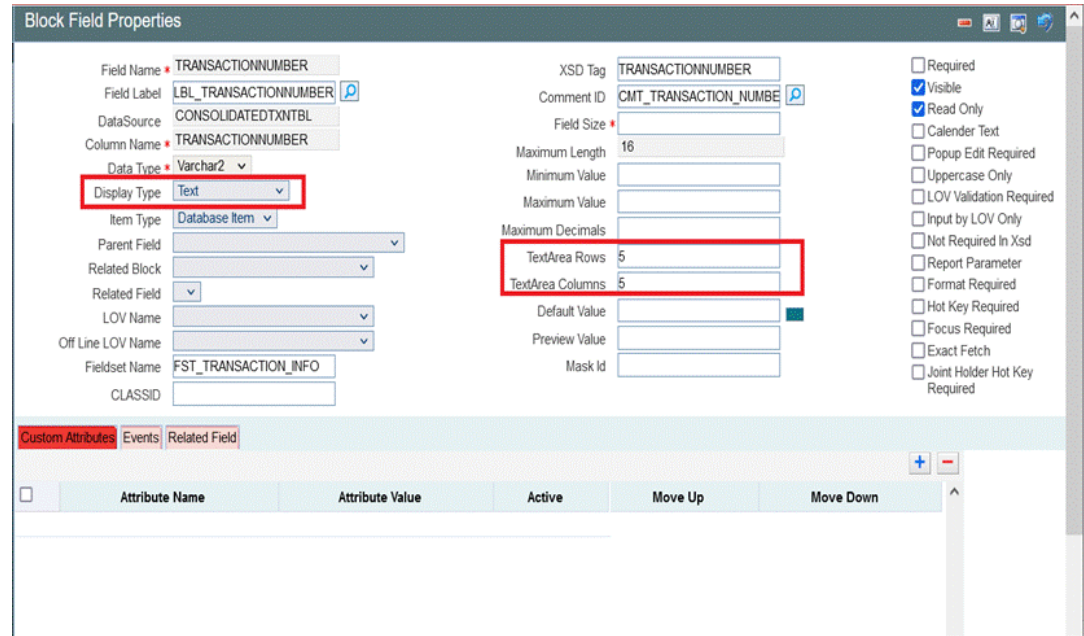 Block Field Properties
Field Name * TRANSACTIONNUMBER
Field Label LBL_TRANSACTIONNUMBER
DataSource CONSOLIDATEDTXNTBL
Column Name * TRANSACTIONNUMBER
Data Type * Varchar2
Display Type Text
Item Type Database Item
Parent Field
Related Block
Related Field
LOV Name
Off Line LOV Name
Fieldset Name FST_TRANSACTION_INFO
CLASSID
XSD Tag TRANSACTIONNUMBER
Comment ID CMT_TRANSACTION_NUMBE
Field Size *
Maximum Length 16
Minimum Value
Maximum Value
Maximum Decimals
TextArea Rows 5
TextArea Columns 5
Default Value
Preview Value
Mask Id
Required
Visible
Read Only
Calender Text
Popup Edit Required
Uppercase Only
LOV Validation Required
Input by LOV Only
Not Required In Xsd
Report Parameter
Format Required
Hot Key Required
Focus Required
Exact Fetch
Joint Holder Hot Key
Required
Custom Attributes Events Related Field
Attribute Name Attribute Value Active Move Up Move Down